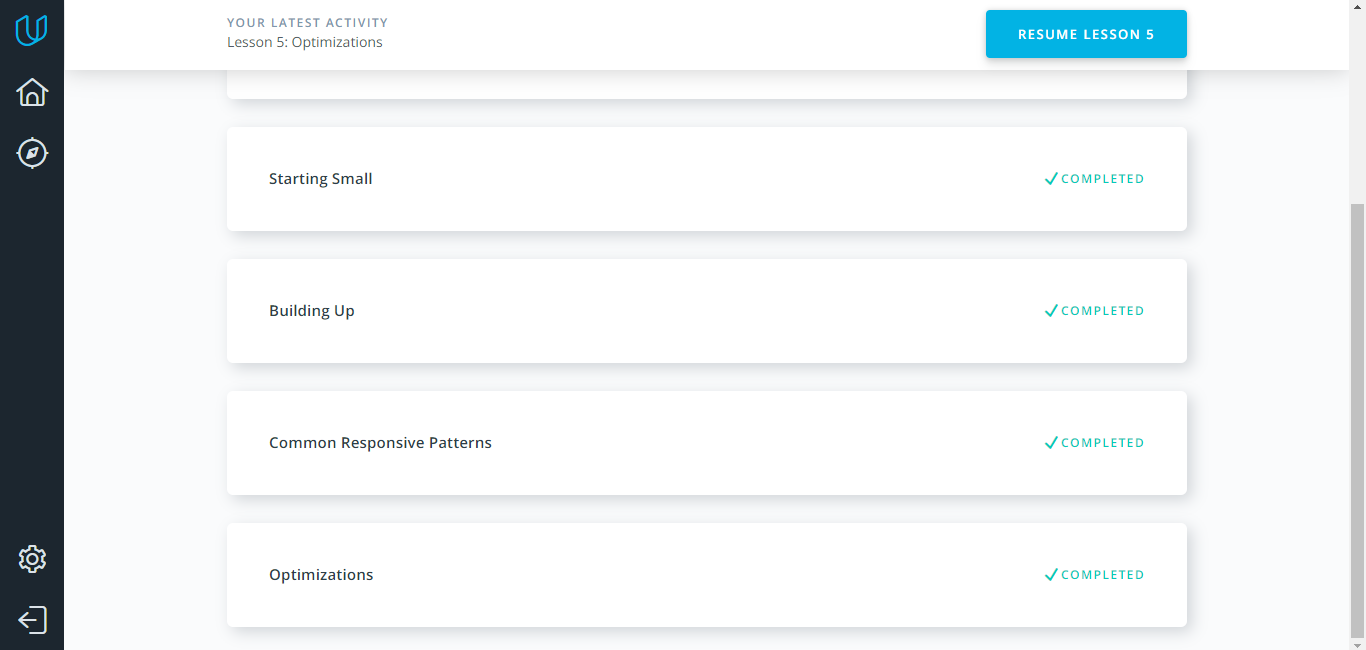 YOUR LATEST ACTIVITY
Lesson 5: Optimizations
RESUME LESSON 5
Starting Small
COMPLETED
Building Up
COMPLETED
Common Responsive Patterns
COMPLETED
Optimizations
COMPLETED